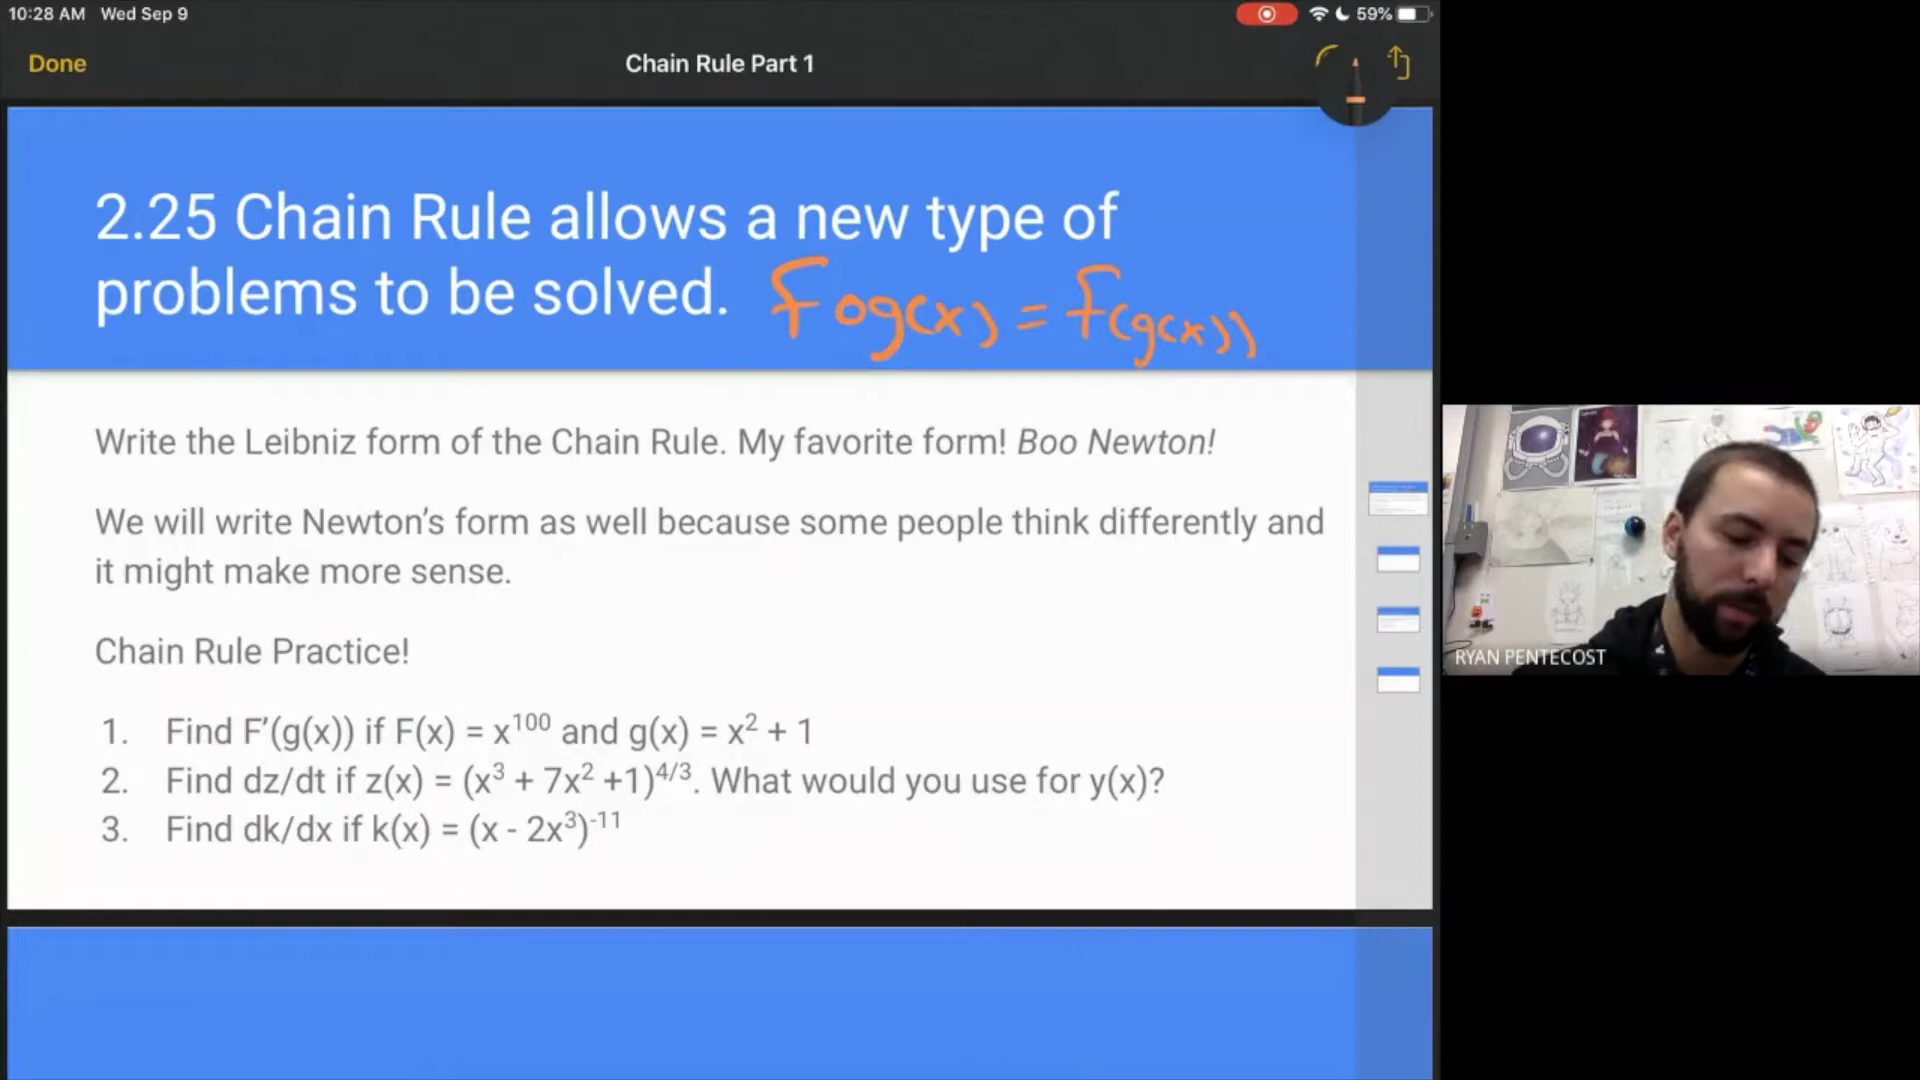 10:28 AM Wed Sep 9
59%
Done
Chain Rule Part 1
2.25 Chain Rule allows a new type of
problems to be solved.
fog(x) = f(g(x))
Write the Leibniz form of the Chain Rule. My favorite form! Boo Newton!
We will write Newton’s form as well because some people think differently and
it might make more sense.
Chain Rule Practice!
1. Find F’(g(x)) if F(x) = x¹⁰⁰ and g(x) = x² + 1
2. Find dz/dt if z(x) = (x³ + 7x² +1)⁴ᐟ³. What would you use for y(x)?
3. Find dk/dx if k(x) = (x - 2x³)⁻¹¹
RYAN PENTECOST